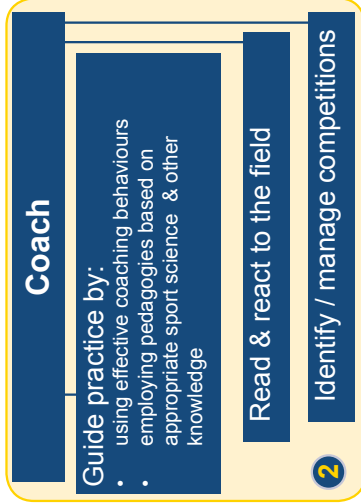 Coach
Guide practice by:
• using effective coaching behaviours
• employing pedagogies based on
appropriate sport science & other
knowledge
Read & react to the field
Identify / manage competitions
2